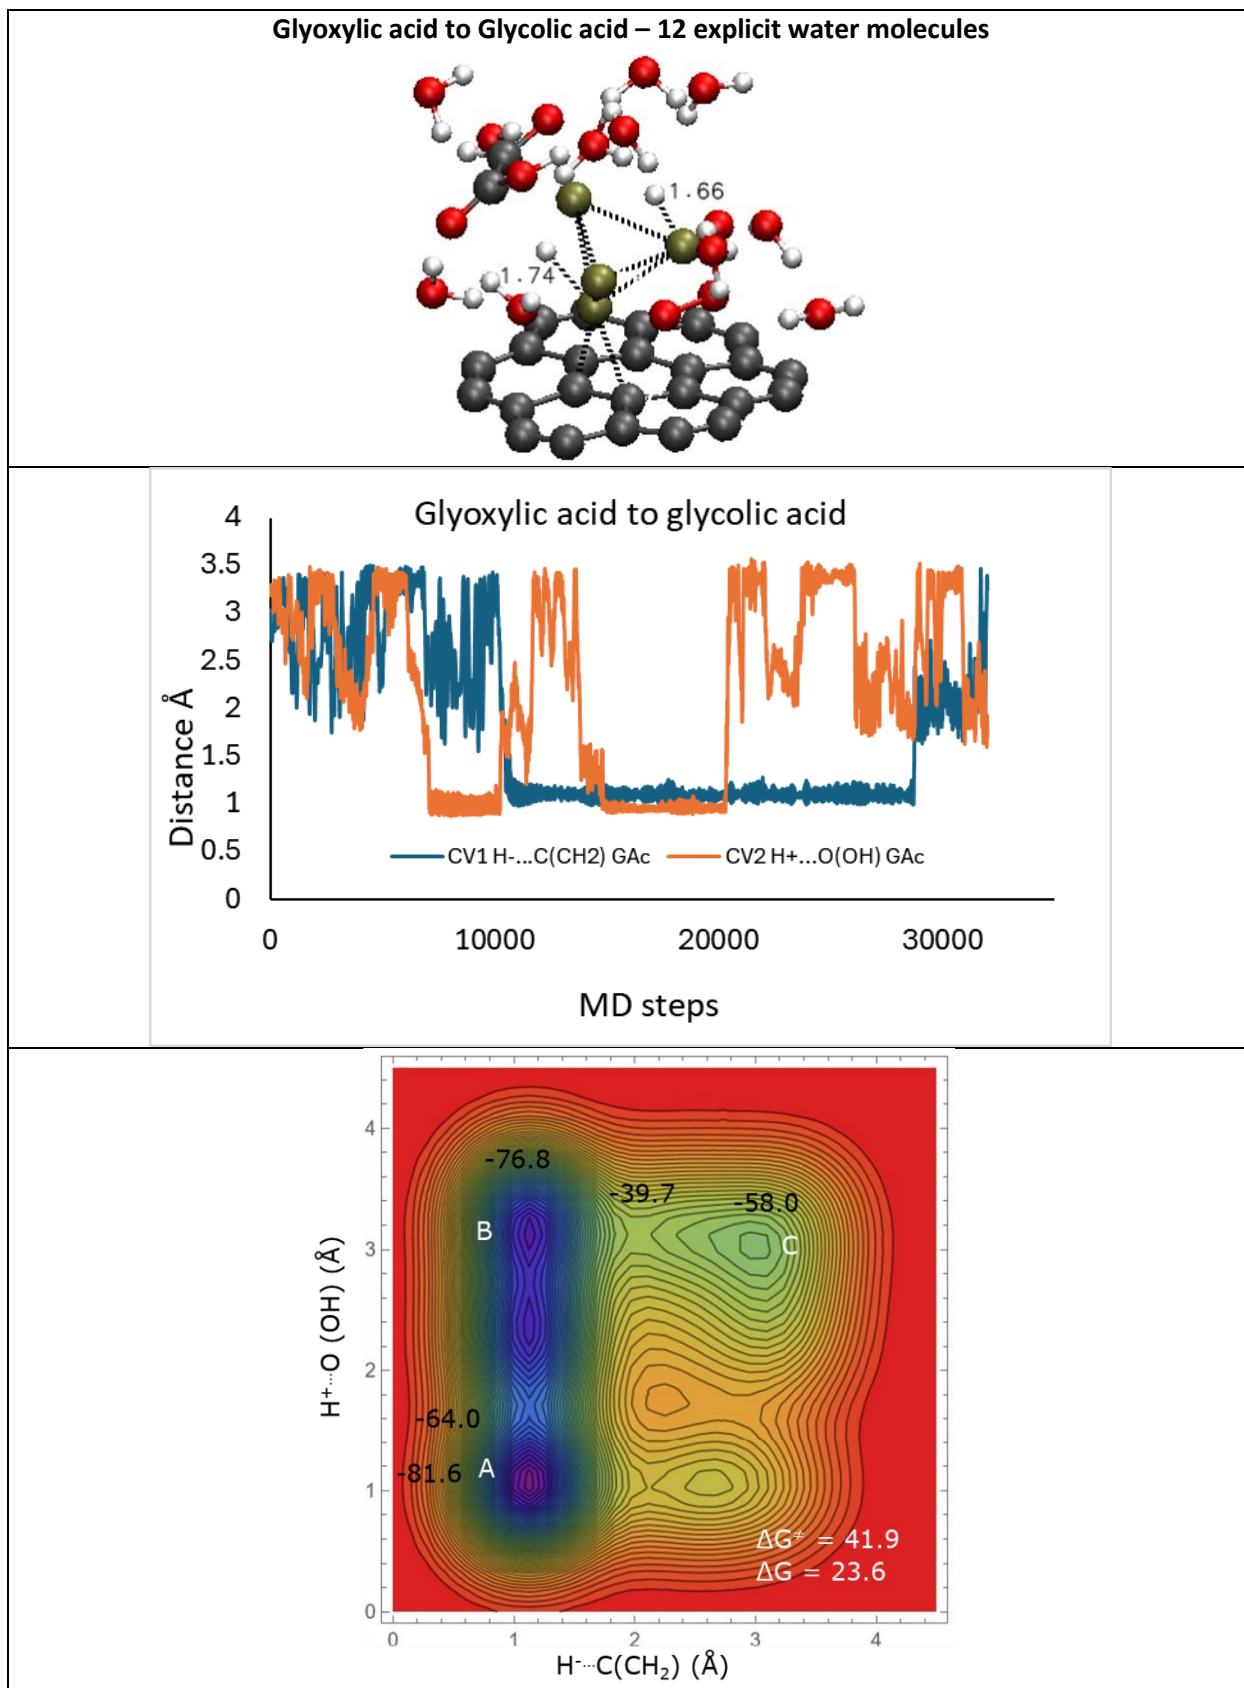 Glyoxylic acid to Glycolic acid – 12 explicit water molecules
1.66
1.74
Glyoxylic acid to glycolic acid
4
3.5
3
2.5
2
1.5
1
0.5
0
Distance Å
CV1 H-...C(CH2) GAc
CV2 H+...O(OH) GAc
0 10000 20000 30000
MD steps
4
3
2
1
0
H⁺...O (OH) (Å)
-76.8
-39.7
-58.0
B
C
-64.0
-81.6
A
ΔG≠ = 41.9
ΔG = 23.6
0 1 2 3 4
H⁻...C(CH₂) (Å)